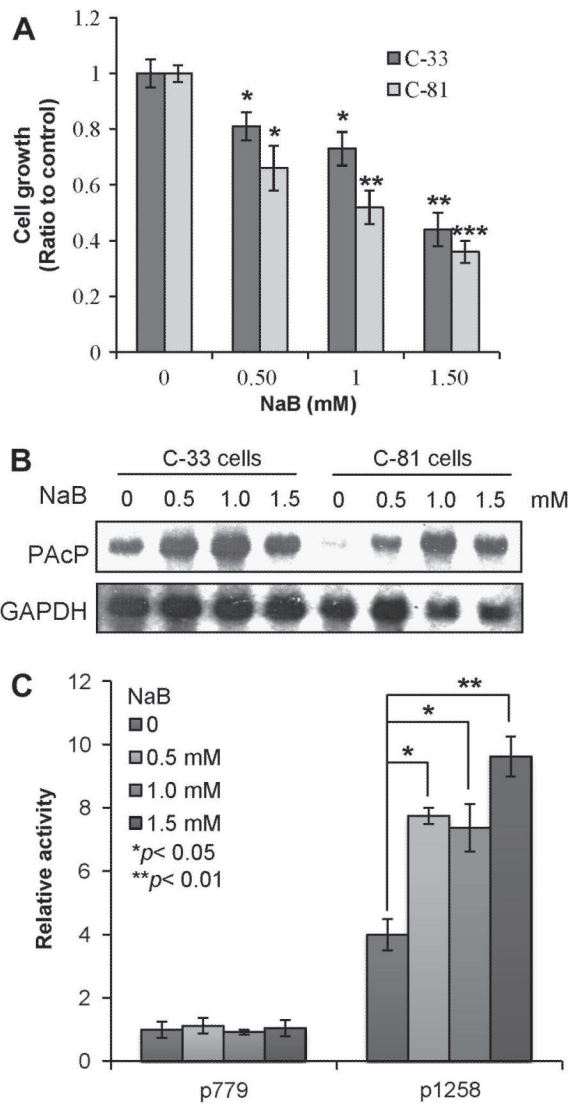 A
Cell growth
(Ratio to control)
1.2
1
0.8
0.6
0.4
0.2
0
C-33
C-81
* * * ** ** ***
0 0.50 1 1.50
NaB (mM)
B
C-33 cells C-81 cells
NaB 0 0.5 1.0 1.5 0 0.5 1.0 1.5 mM
PAcP
GAPDH
C
Relative activity
12
10
8
6
4
2
0
NaB
0
0.5 mM
1.0 mM
1.5 mM
*p< 0.05
**p< 0.01
**
*
*
p779 p1258